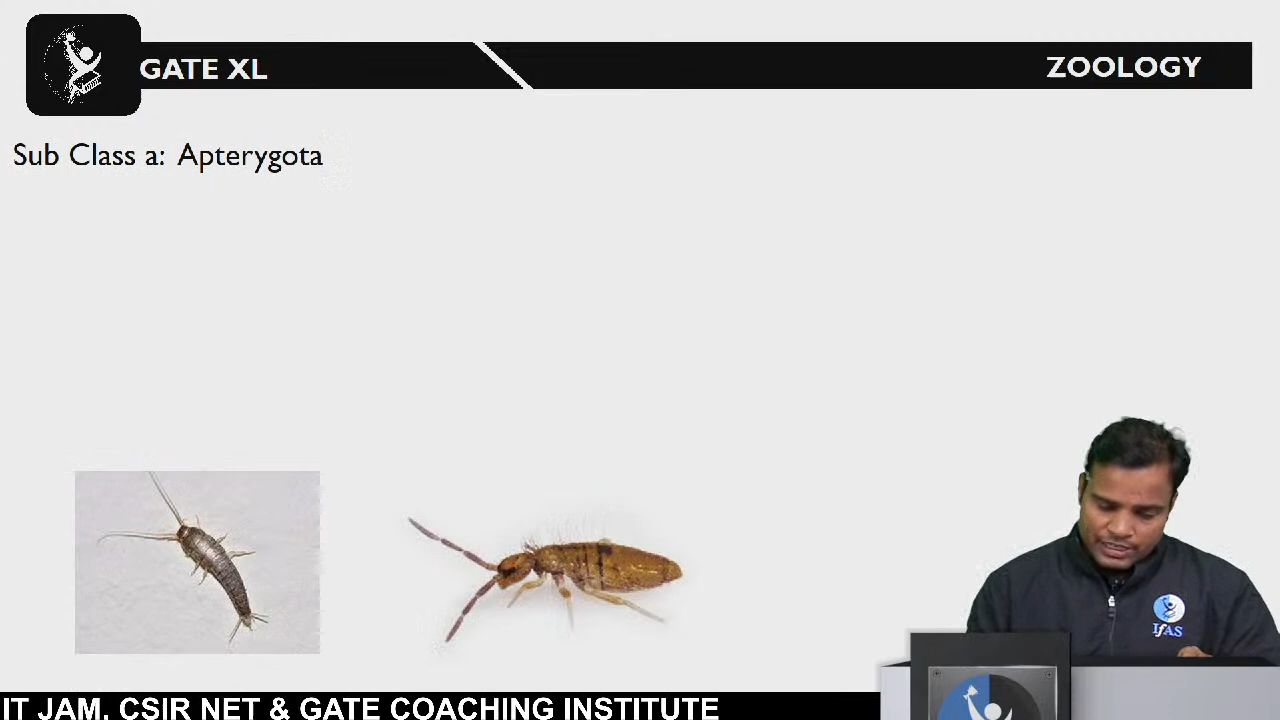 GATE XL
ZOOLOGY
Sub Class a: Apterygota
IFAS
IT JAM, CSIR NET & GATE COACHING INSTITUTE